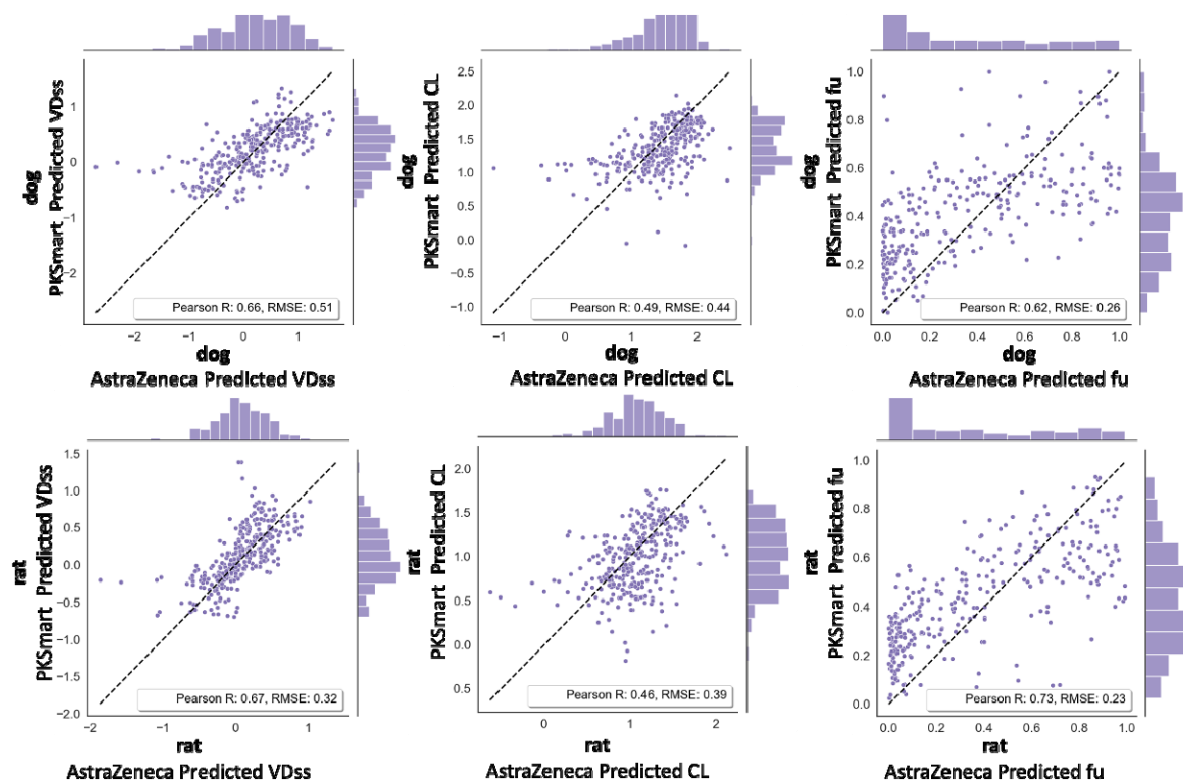 dog
PKSmart Predicted VDss
1
0
−1
−2
Pearson R: 0.66, RMSE: 0.51
−2
−1
0
1
dog
AstraZeneca Predicted VDss
dog
PKSmart Predicted CL
2.5
2.0
1.5
1.0
0.5
0.0
−0.5
−1.0
Pearson R: 0.49, RMSE: 0.44
−1
0
1
2
dog
AstraZeneca Predicted CL
dog
PKSmart Predicted fu
1.0
0.8
0.6
0.4
0.2
0.0
Pearson R: 0.62, RMSE: 0.26
0.0
0.2
0.4
0.6
0.8
1.0
dog
AstraZeneca Predicted fu
rat
PKSmart Predicted VDss
1.5
1.0
0.5
0.0
−0.5
−1.0
−1.5
−2.0
Pearson R: 0.67, RMSE: 0.32
−2
−1
0
1
rat
AstraZeneca Predicted VDss
rat
PKSmart Predicted CL
2.0
1.5
1.0
0.5
0.0
0.5
Pearson R: 0.46, RMSE: 0.39
0
1
2
rat
AstraZeneca Predicted CL
rat
PKSmart Predicted fu
1.0
0.8
0.6
0.4
0.2
0.0
Pearson R: 0.73, RMSE: 0.23
0.0
0.2
0.4
0.6
0.8
1.0
rat
AstraZeneca Predicted fu